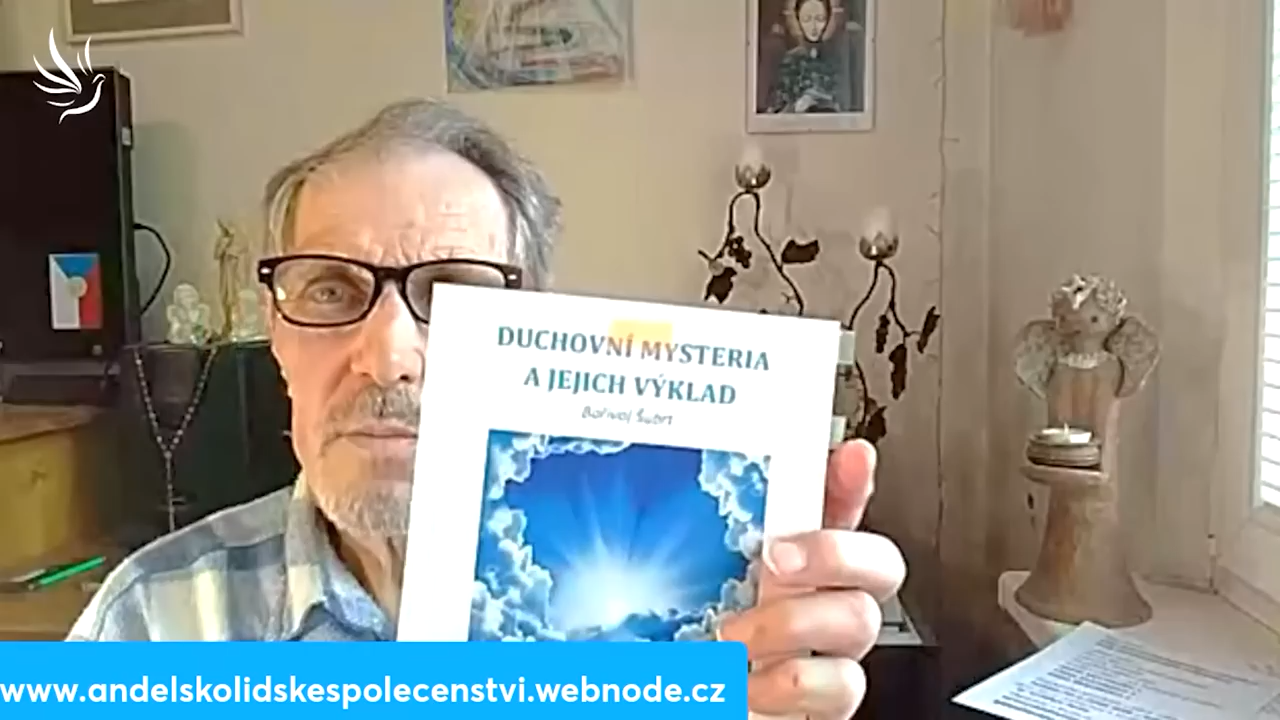 DUCHOVNÍ MYSTERIA
A JEJICH VÝKLAD
Bořivoj Šubrt
www.andelskolidskespolecenstvi.webnode.cz